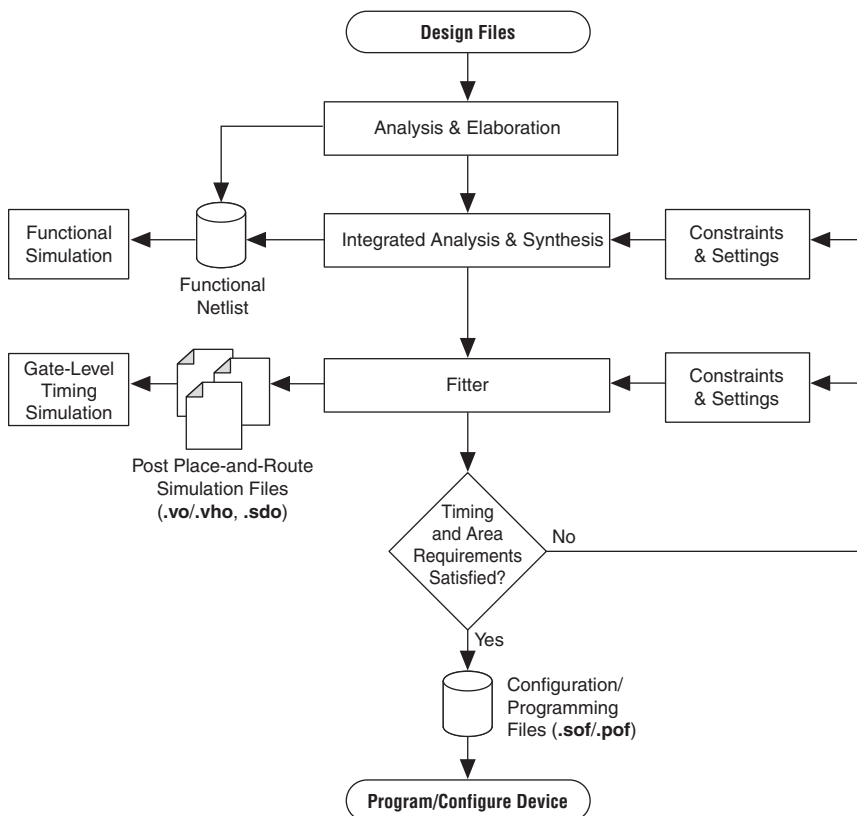 Design Files
Analysis & Elaboration
Functional
Simulation
Functional
Netlist
Integrated Analysis & Synthesis
Constraints
& Settings
Gate-Level
Timing
Simulation
Post Place-and-Route
Simulation Files
(.vo/.vho, .sdo)
Fitter
Constraints
& Settings
Timing
and Area
Requirements
Satisfied?
No
Yes
Configuration/
Programming
Files (.sof/.pof)
Program/Configure Device